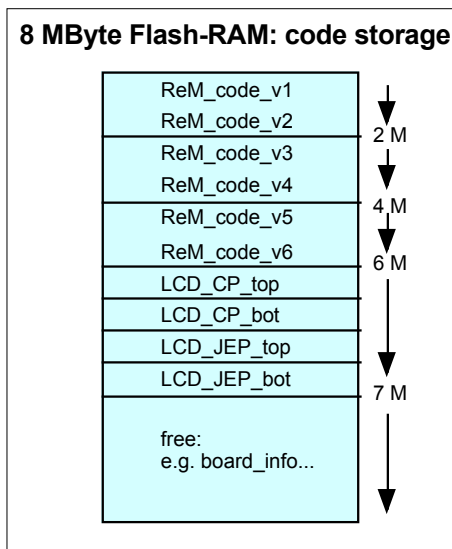 8 MByte Flash-RAM: code storage
ReM_code_v1
ReM_code_v2
2 M
ReM_code_v3
ReM_code_v4
4 M
ReM_code_v5
ReM_code_v6
6 M
LCD_CP_top
LCD_CP_bot
LCD_JEP_top
LCD_JEP_bot
7 M
free:
e.g. board_info...